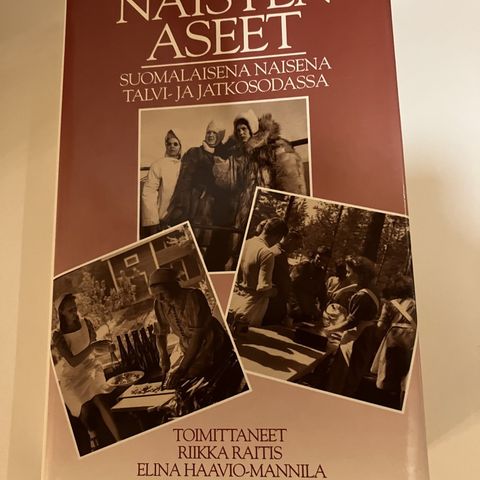 NAISTEN
ASEET
SUOMALAISENA NAISENA
TALVI- JA JATKOSODASSA
TOIMITTANEET
RIIKKA RAITIS
ELINA HAAVIO-MANNILA